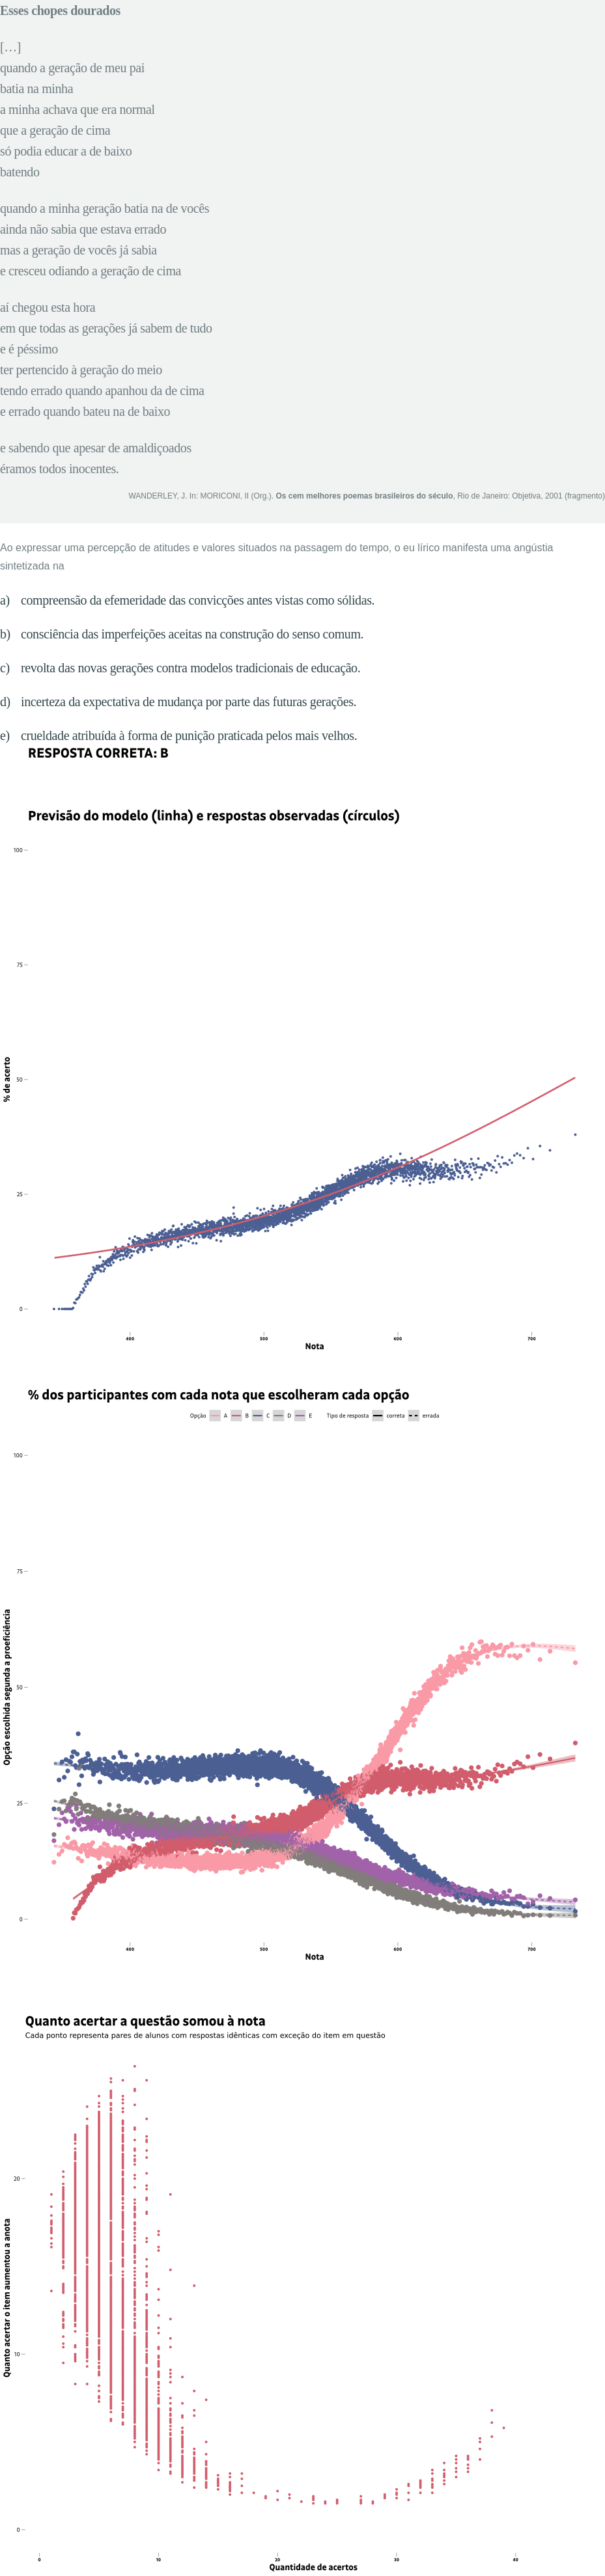 Esses chopes dourados
[…]
quando a geração de meu pai
batia na minha
a minha achava que era normal
que a geração de cima
só podia educar a de baixo
batendo
quando a minha geração batia na de vocês
ainda não sabia que estava errado
mas a geração de vocês já sabia
e cresceu odiando a geração de cima
aí chegou esta hora
em que todas as gerações já sabem de tudo
e é péssimo
ter pertencido à geração do meio
tendo errado quando apanhou da de cima
e errado quando bateu na de baixo
e sabendo que apesar de amaldiçoados
éramos todos inocentes.
WANDERLEY, J. In: MORICONI, II (Org.). Os cem melhores poemas brasileiros do século, Rio de Janeiro: Objetiva, 2001 (fragmento)
Ao expressar uma percepção de atitudes e valores situados na passagem do tempo, o eu lírico manifesta uma angústia
sintetizada na
a) compreensão da efemeridade das convicções antes vistas como sólidas.
b) consciência das imperfeições aceitas na construção do senso comum.
c) revolta das novas gerações contra modelos tradicionais de educação.
d) incerteza da expectativa de mudança por parte das futuras gerações.
e) crueldade atribuída à forma de punição praticada pelos mais velhos.
RESPOSTA CORRETA: B
Previsão do modelo (linha) e respostas observadas (círculos)
100
75
50
25
0
% de acerto
400 500 600 700
Nota
% dos participantes com cada nota que escolheram cada opção
Opção A B C D E Tipo de resposta correta errada
100
75
50
25
0
Opção escolhida segunda a proeficiência
400 500 600 700
Nota
Quanto acertar a questão somou à nota
Cada ponto representa pares de alunos com respostas idênticas com exceção do item em questão
20
10
0
Quanto acertar o item aumentou a anota
0 10 20 30 40
Quantidade de acertos